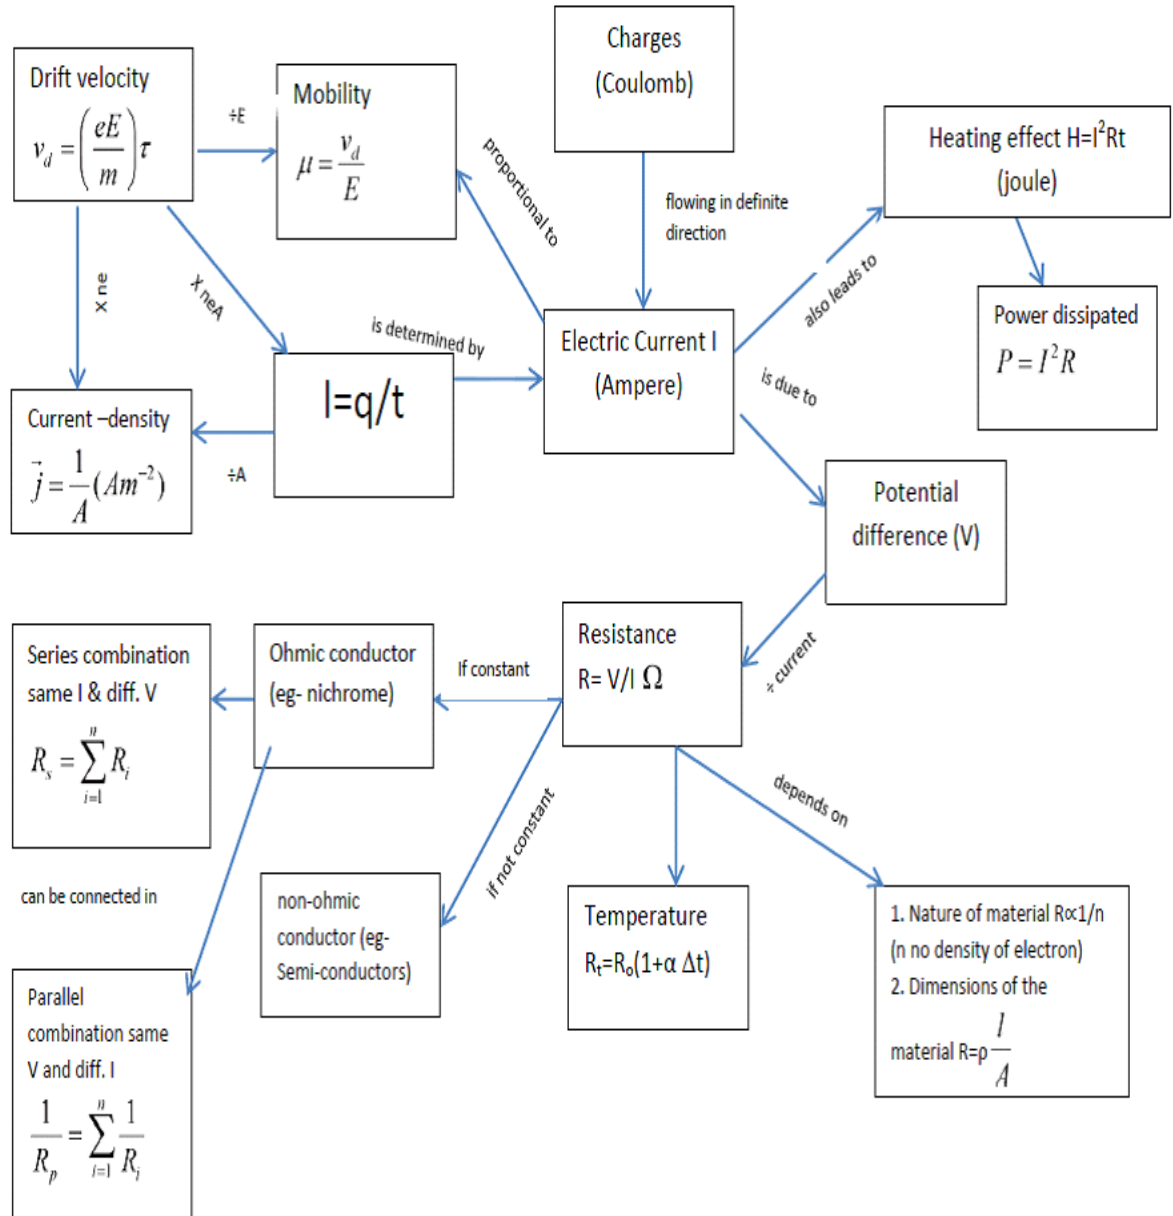 Charges
(Coulomb)
Drift velocity
v_d = (eE/m) τ
÷E
Mobility
μ = v_d/E
proportional to
flowing in definite
direction
Heating effect H=I²Rt
(joule)
also leads to
Power dissipated
P = I²R
X ne
X neA
is determined by
Electric Current I
(Ampere)
is due to
I=q/t
Current –density
j⃗ = 1/A (Am⁻²)
÷A
Potential
difference (V)
÷ current
Resistance
R= V/I Ω
If constant
Ohmic conductor
(eg- nichrome)
Series combination
same I & diff. V
R_s = ∑_{i=1}^{n} R_i
if not constant
depends on
can be connected in
non-ohmic
conductor (eg-
Semi-conductors)
Temperature
Rₜ=Rₒ(1+α Δt)
1. Nature of material R∝1/n
(n no density of electron)
2. Dimensions of the
material R=ρ l/A
Parallel
combination same
V and diff. I
1/R_p = ∑_{i=1}^{n} 1/R_i